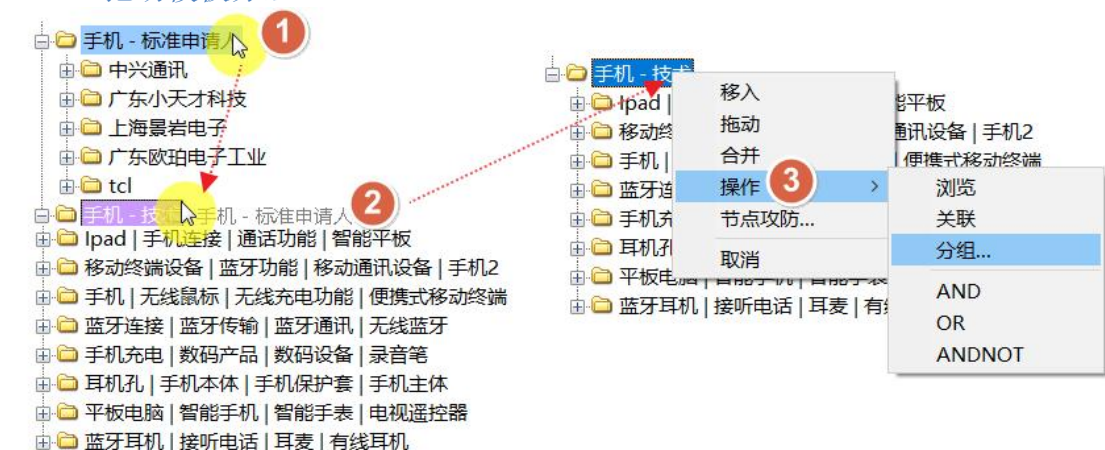 手机 - 标准申请人
1
中兴通讯
广东小天才科技
上海景岩电子
广东欧珀电子工业
tcl
手机 - 技术 手机 - 标准申请人
2
Ipad | 手机连接 | 通话功能 | 智能平板
移动终端设备 | 蓝牙功能 | 移动通讯设备 | 手机2
手机 | 无线鼠标 | 无线充电功能 | 便携式移动终端
蓝牙连接 | 蓝牙传输 | 蓝牙通讯 | 无线蓝牙
手机充电 | 数码产品 | 数码设备 | 录音笔
耳机孔 | 手机本体 | 手机保护套 | 手机主体
平板电脑 | 智能手机 | 智能手表 | 电视遥控器
蓝牙耳机 | 接听电话 | 耳麦 | 有线耳机
手机 - 技术
Ipad | 能平板
移动终 通讯设备 | 手机2
手机 | 便携式移动终端
蓝牙连
手机充
耳机孔
平板电脑 | 智能手机 | 智能手表
蓝牙耳机 | 接听电话 | 耳麦 | 有
移入
拖动
合并
操作
3
节点攻防...
取消
浏览
关联
分组...
AND
OR
ANDNOT